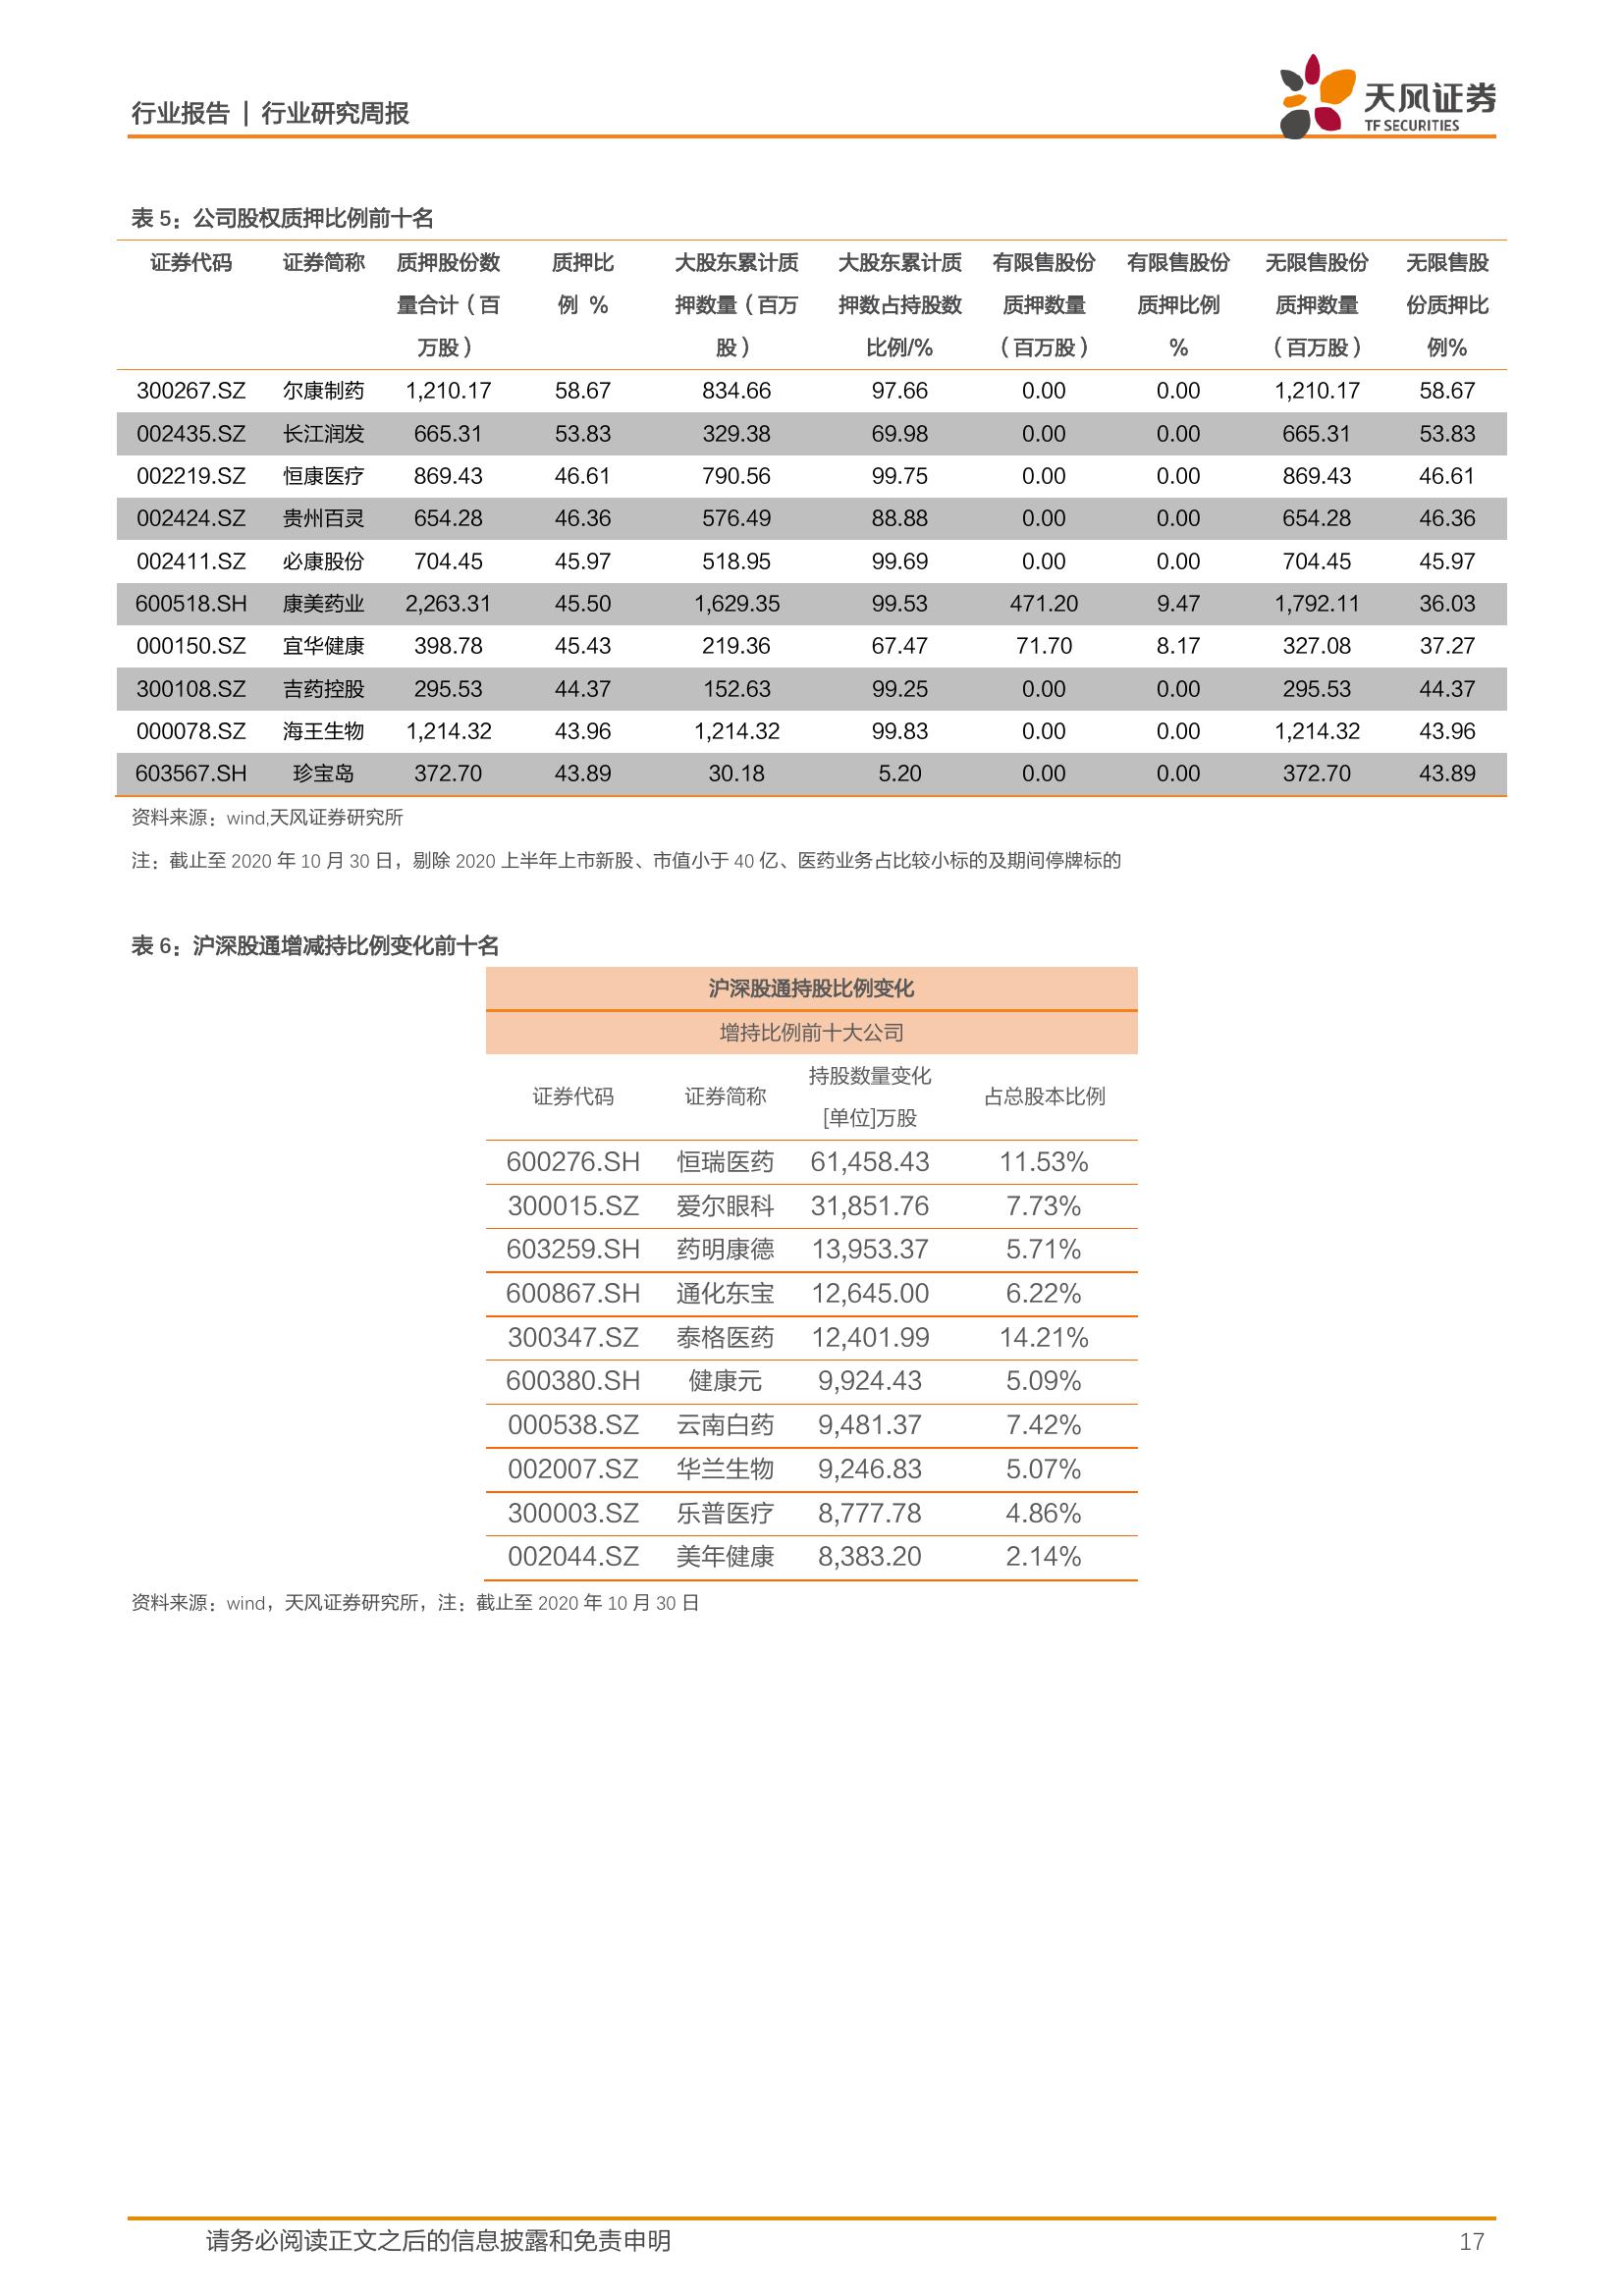 行业报告 | 行业研究周报
天风证券
TF SECURITIES
表 5：公司股权质押比例前十名
证券代码 证券简称 质押股份数量合计（百万股） 质押比例 % 大股东累计质押数量（百万股） 大股东累计质押数占持股数比例/% 有限售股份质押数量（百万股） 有限售股份质押比例% 无限售股份质押数量（百万股） 无限售股份质押比例%
300267.SZ 尔康制药 1,210.17 58.67 834.66 97.66 0.00 0.00 1,210.17 58.67
002435.SZ 长江润发 665.31 53.83 329.38 69.98 0.00 0.00 665.31 53.83
002219.SZ 恒康医疗 869.43 46.61 790.56 99.75 0.00 0.00 869.43 46.61
002424.SZ 贵州百灵 654.28 46.36 576.49 88.88 0.00 0.00 654.28 46.36
002411.SZ 必康股份 704.45 45.97 518.95 99.69 0.00 0.00 704.45 45.97
600518.SH 康美药业 2,263.31 45.50 1,629.35 99.53 471.20 9.47 1,792.11 36.03
000150.SZ 宜华健康 398.78 45.43 219.36 67.47 71.70 8.17 327.08 37.27
300108.SZ 吉药控股 295.53 44.37 152.63 99.25 0.00 0.00 295.53 44.37
000078.SZ 海王生物 1,214.32 43.96 1,214.32 99.83 0.00 0.00 1,214.32 43.96
603567.SH 珍宝岛 372.70 43.89 30.18 5.20 0.00 0.00 372.70 43.89
资料来源：wind,天风证券研究所
注：截止至 2020 年 10 月 30 日，剔除 2020 上半年上市新股、市值小于 40 亿、医药业务占比较小标的及期间停牌标的
表 6：沪深股通增减持比例变化前十名
沪深股通持股比例变化
增持比例前十大公司
证券代码 证券简称 持股数量变化[单位]万股 占总股本比例
600276.SH 恒瑞医药 61,458.43 11.53%
300015.SZ 爱尔眼科 31,851.76 7.73%
603259.SH 药明康德 13,953.37 5.71%
600867.SH 通化东宝 12,645.00 6.22%
300347.SZ 泰格医药 12,401.99 14.21%
600380.SH 健康元 9,924.43 5.09%
000538.SZ 云南白药 9,481.37 7.42%
002007.SZ 华兰生物 9,246.83 5.07%
300003.SZ 乐普医疗 8,777.78 4.86%
002044.SZ 美年健康 8,383.20 2.14%
资料来源：wind，天风证券研究所，注：截止至 2020 年 10 月 30 日
请务必阅读正文之后的信息披露和免责申明 17